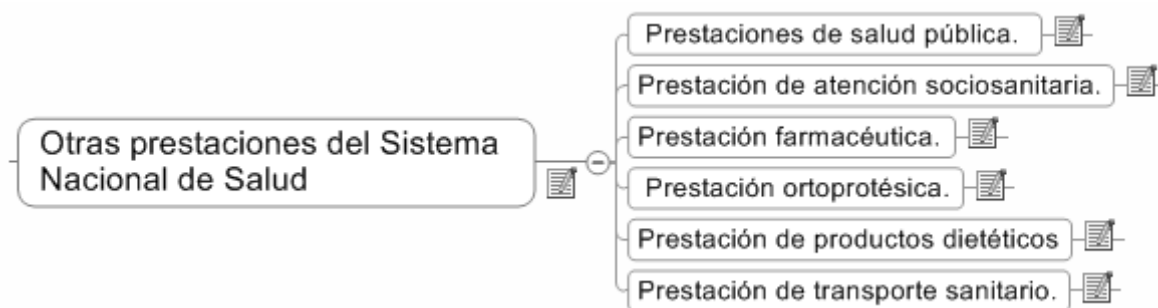 Otras prestaciones del Sistema
Nacional de Salud
Prestaciones de salud pública.
Prestación de atención sociosanitaria.
Prestación farmacéutica.
Prestación ortoprotésica.
Prestación de productos dietéticos
Prestación de transporte sanitario.